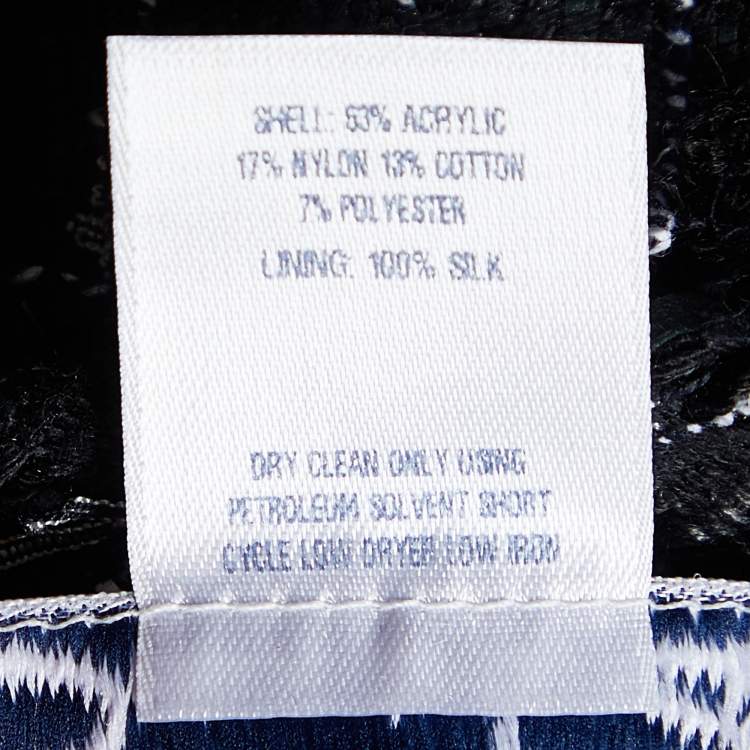 SHELL: 63% ACRYLIC
17% NYLON 13% COTTON
7% POLYESTER
LINING: 100% SILK
DRY CLEAN ONLY USING
PETROLEUM SOLVENT SHORT
CYCLE LOW DRYER LOW IRON